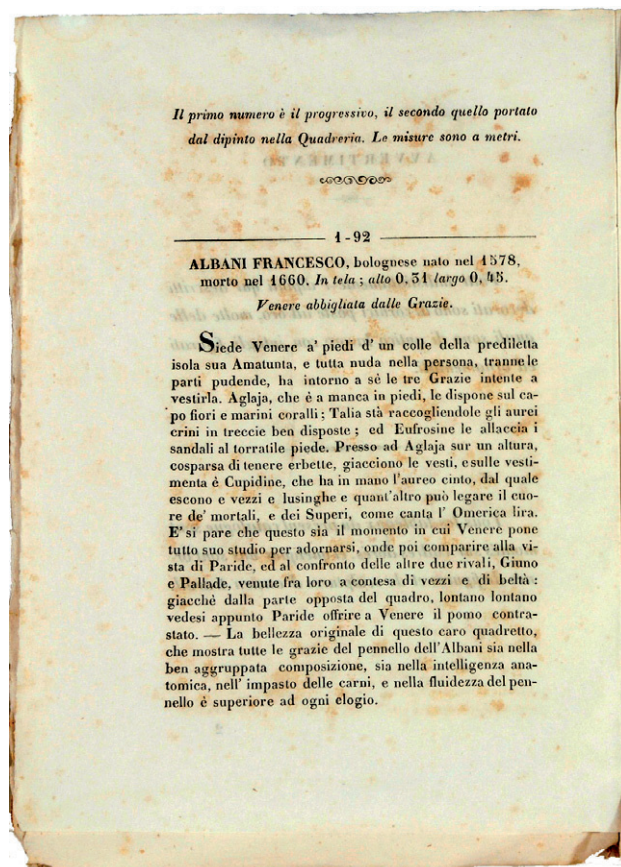 Il primo numero è il progressivo, il secondo quello portato
dal dipinto nella Quadreria. Le misure sono a metri.
1-92
ALBANI FRANCESCO, bolognese nato nel 1578,
morto nel 1660. In tela; alto 0,31 largo 0,45.
Venere abbigliata dalle Grazie.
Siede Venere a' piedi d' un colle della prediletta
isola sua Amatunta, e tutta nuda nella persona, tranne le
parti pudende, ha intorno a sè le tre Grazie intente a
vestirla. Aglaja, che è a manca in piedi, le dispone sul ca-
po fiori e marini coralli; Talia stà raccogliendole gli aurei
crini in treccie ben disposte; ed Eufrosine le allaccia i
sandali al torratile piede. Presso ad Aglaja sur un altura,
cosparsa di tenere erbette, giacciono le vesti, e sulle vesti-
menta è Cupidine, che ha in mano l'aureo cinto, dal quale
escono e vezzi e lusinghe e quant'altro può legare il cuo-
re de' mortali, e dei Superi, come canta l' Omerica lira.
E' si pare che questo sia il momento in cui Venere pone
tutto suo studio per adornarsi, onde poi comparire alla vi-
sta di Paride, ed al confronto delle altre due rivali, Giuno
e Pallade, venute fra loro a contesa di vezzi e di beltà:
giacchè dalla parte opposta del quadro, lontano lontano
vedesi appunto Paride offrire a Venere il pomo contra-
stato. — La bellezza originale di questo caro quadretto,
che mostra tutte le grazie del pennello dell'Albani sia nella
ben aggruppata composizione, sia nella intelligenza ana-
tomica, nell' impasto delle carni, e nella fluidezza del pen-
nello è superiore ad ogni elogio.